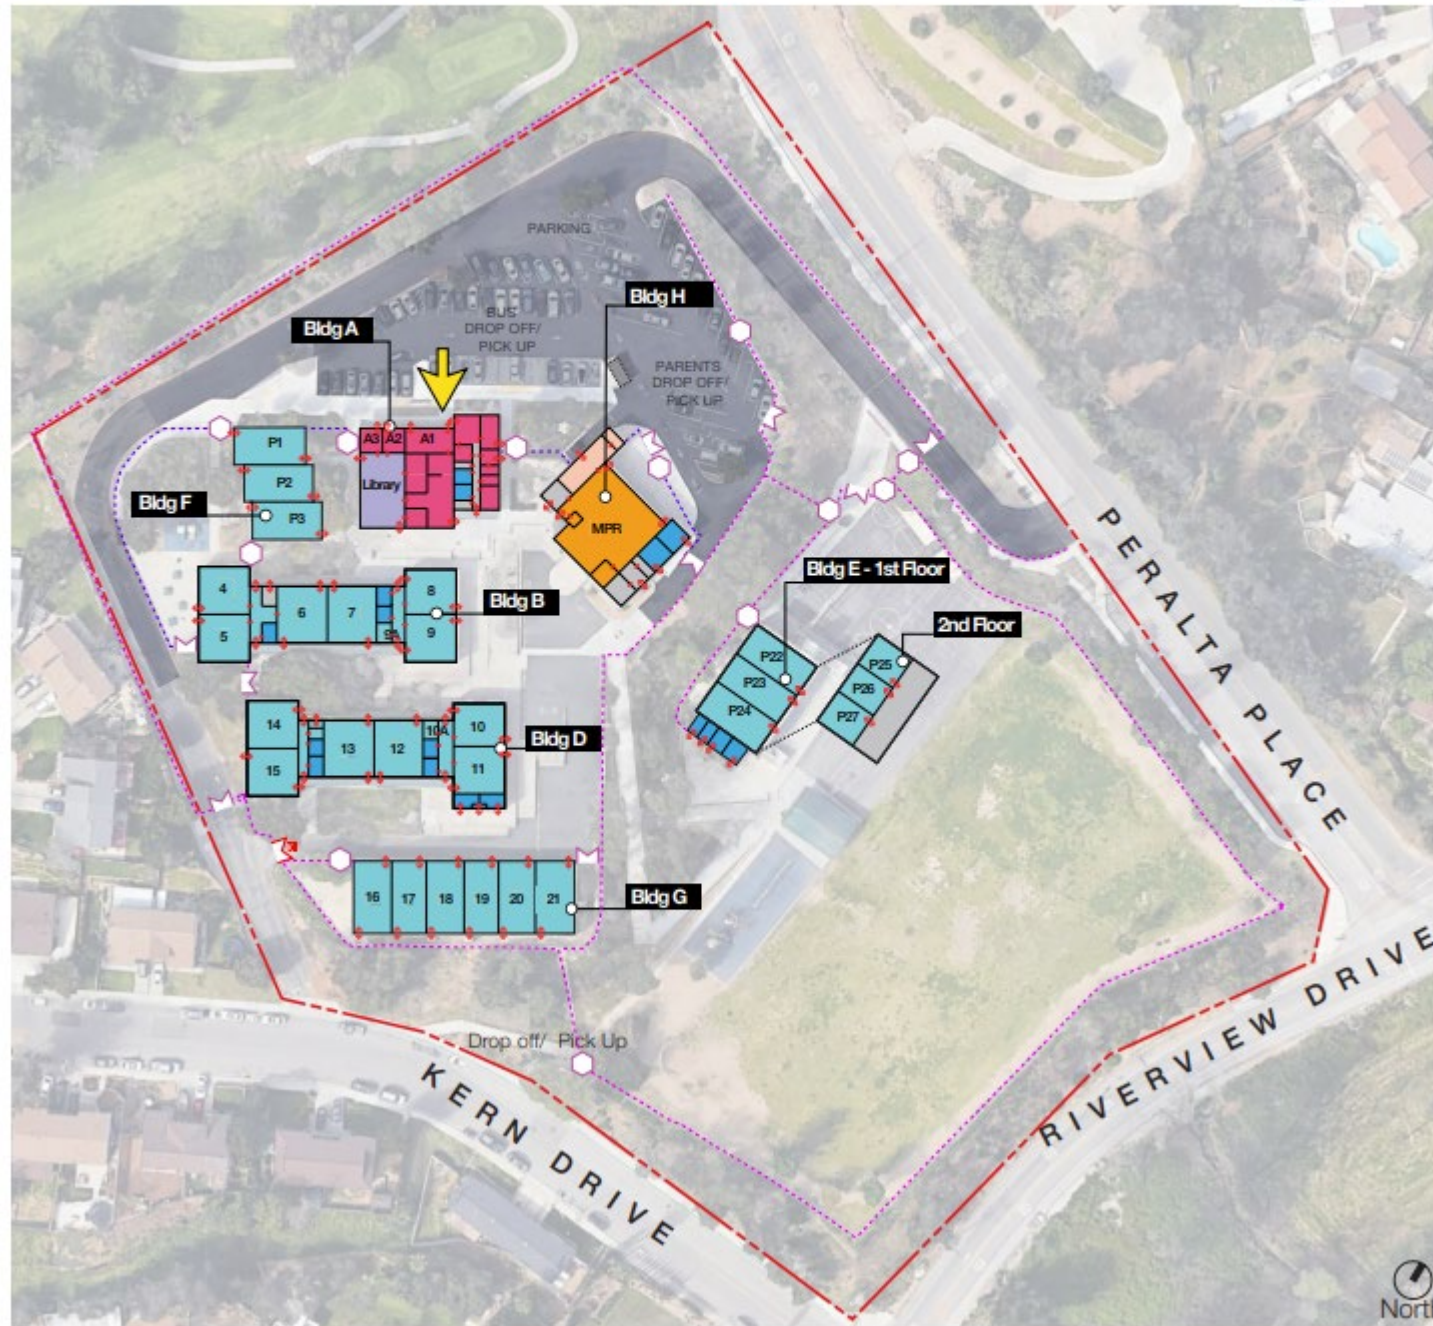 PARKING
Bldg H
BUS
DROP OFF/
PICK UP
Bldg A
PARENTS
DROP OFF/
PICK UP
A3
A2
A1
P1
Library
P2
Bldg F
P3
MPR
PERALTA PLACE
4
5
6
7
8
9
9A
Bldg B
Bldg E - 1st Floor
2nd Floor
P22
P23
P24
P25
P26
P27
14
15
13
12
10A
10
11
Bldg D
16
17
18
19
20
21
Bldg G
Drop off/ Pick Up
KERN DRIVE
RIVERVIEW DRIVE
North